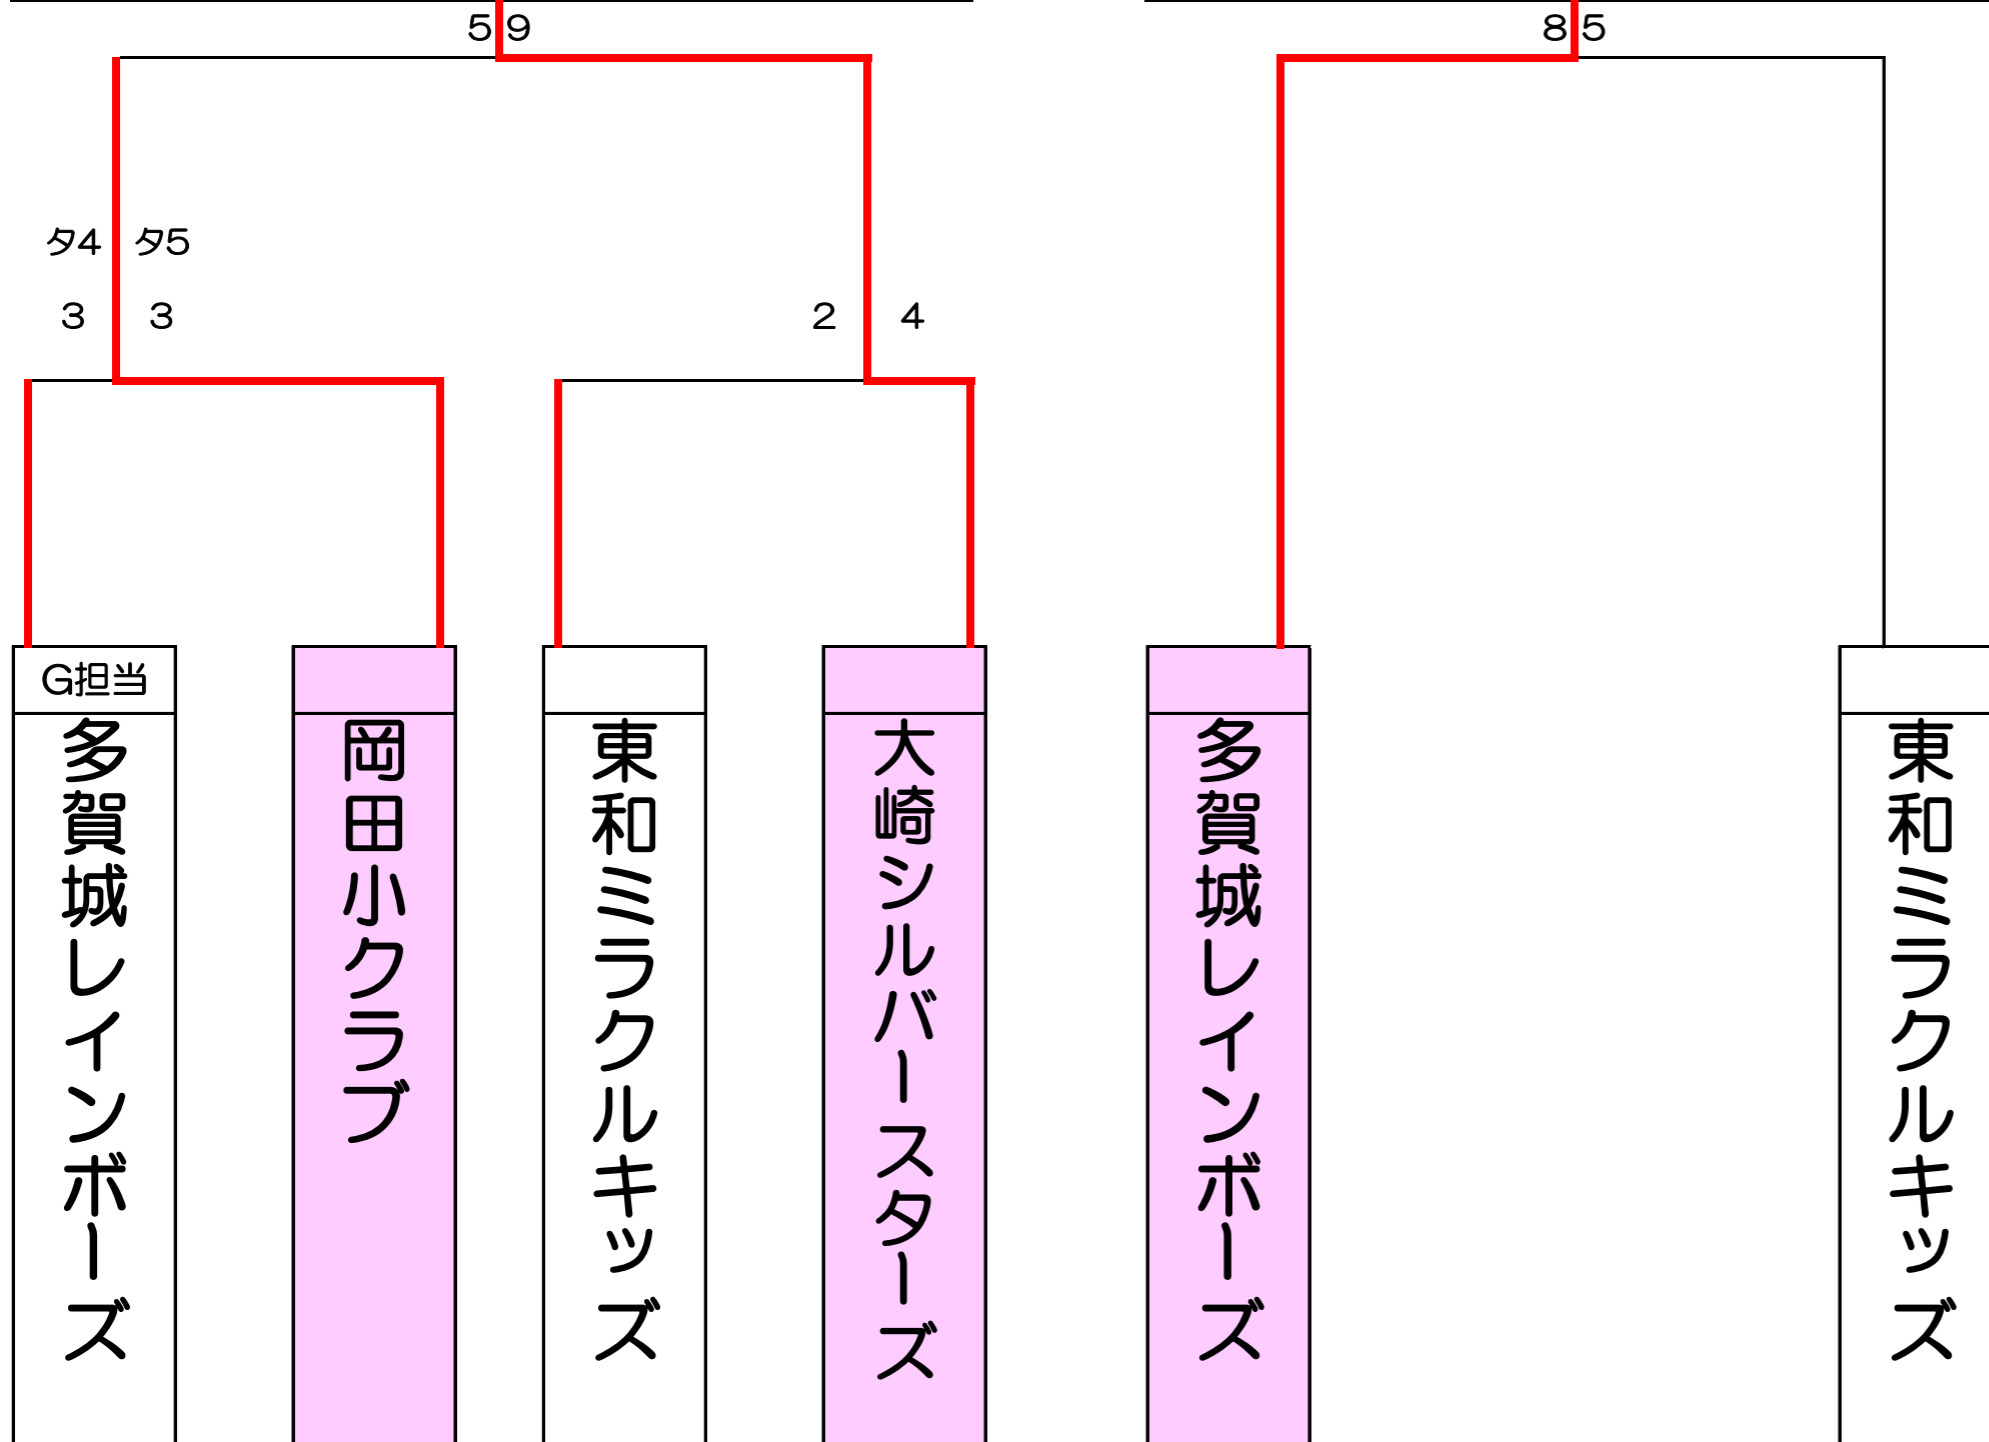 5 9
8 5
タ4 タ5
3 3
2 4
G担当
多賀城レインボーズ
岡田小クラブ
東和ミラクルキッズ
大崎シルバースターズ
多賀城レインボーズ
東和ミラクルキッズ